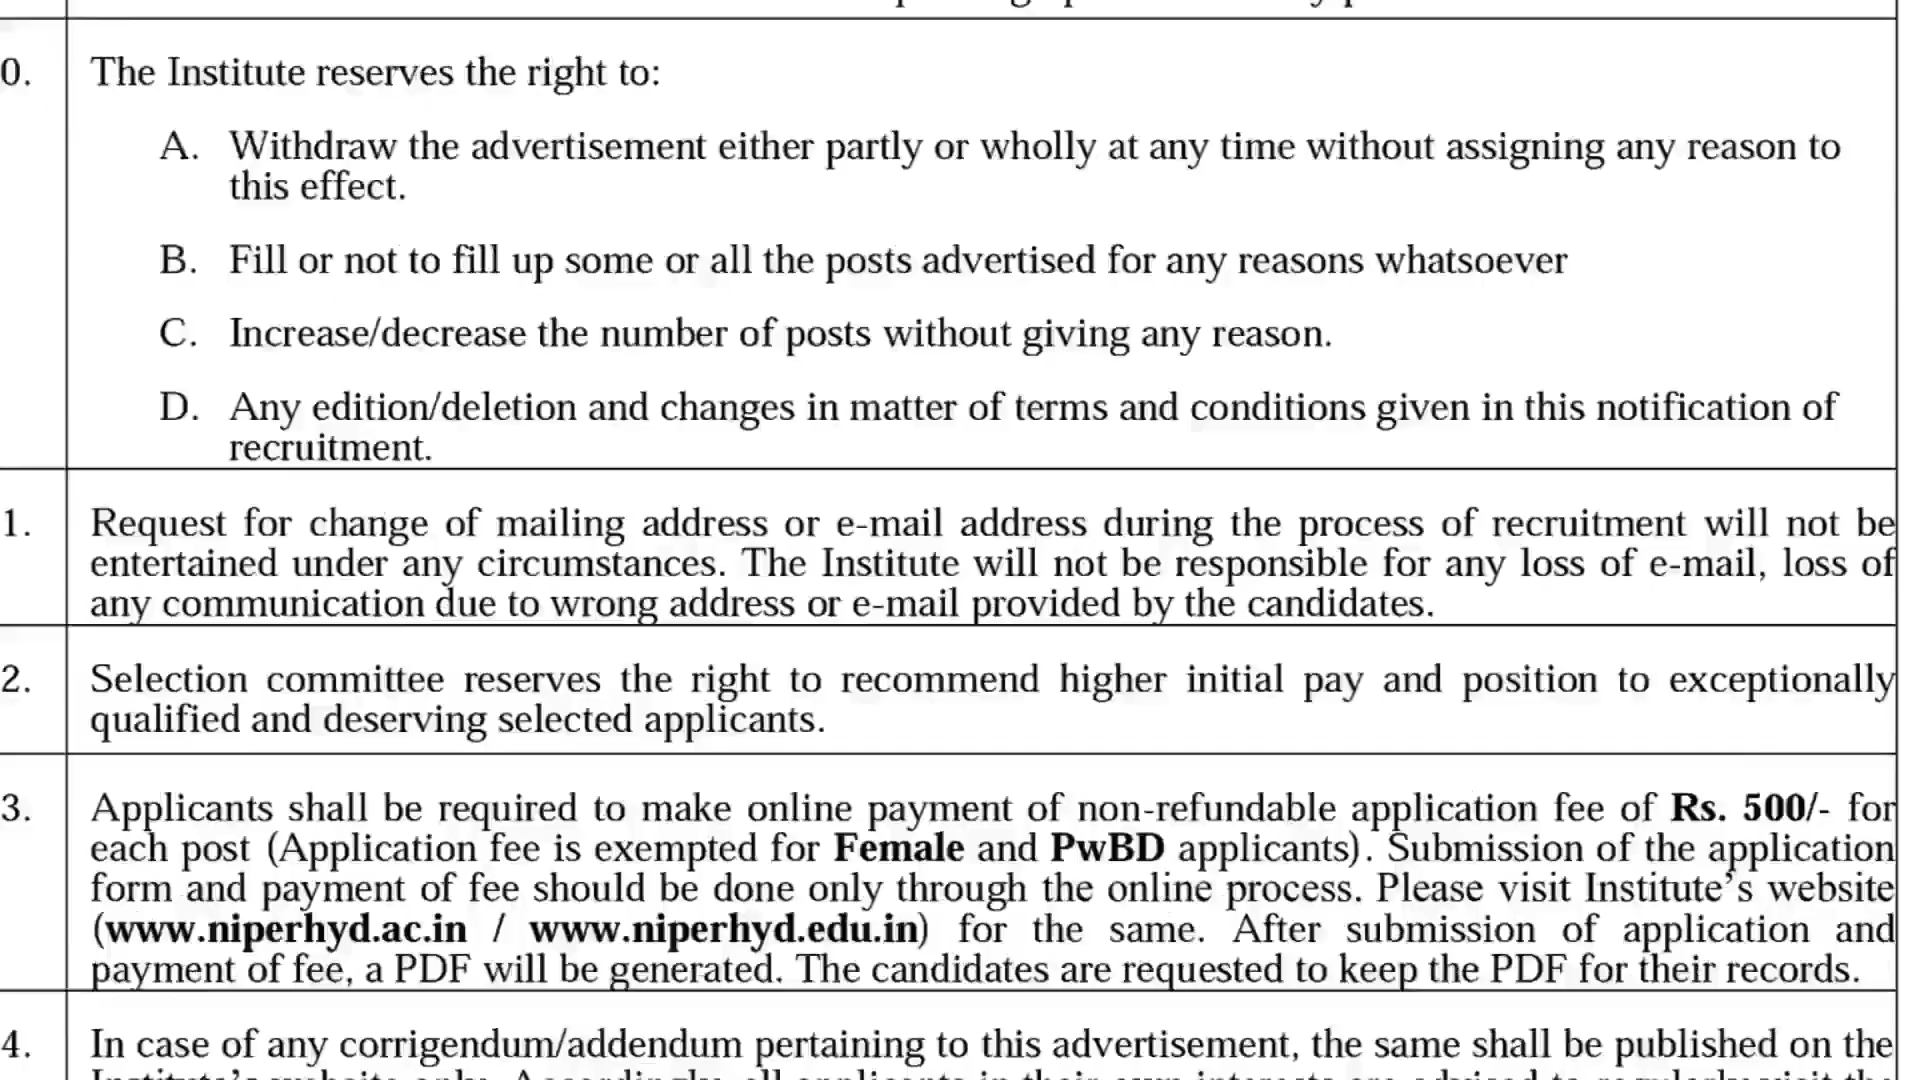 0. The Institute reserves the right to:
A. Withdraw the advertisement either partly or wholly at any time without assigning any reason to
this effect.
B. Fill or not to fill up some or all the posts advertised for any reasons whatsoever
C. Increase/decrease the number of posts without giving any reason.
D. Any edition/deletion and changes in matter of terms and conditions given in this notification of
recruitment.
1. Request for change of mailing address or e-mail address during the process of recruitment will not be
entertained under any circumstances. The Institute will not be responsible for any loss of e-mail, loss of
any communication due to wrong address or e-mail provided by the candidates.
2. Selection committee reserves the right to recommend higher initial pay and position to exceptionally
qualified and deserving selected applicants.
3. Applicants shall be required to make online payment of non-refundable application fee of Rs. 500/- for
each post (Application fee is exempted for Female and PwBD applicants). Submission of the application
form and payment of fee should be done only through the online process. Please visit Institute's website
(www.niperhyd.ac.in / www.niperhyd.edu.in) for the same. After submission of application and
payment of fee, a PDF will be generated. The candidates are requested to keep the PDF for their records.
4. In case of any corrigendum/addendum pertaining to this advertisement, the same shall be published on the